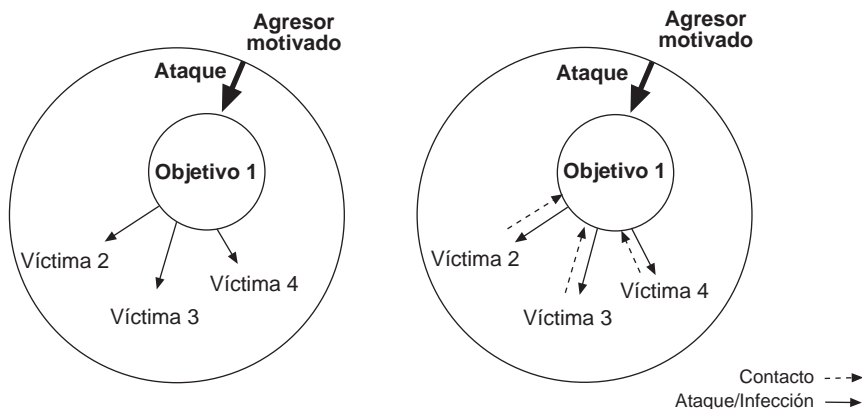 Agresor
motivado
Ataque
Objetivo 1
Víctima 2
Víctima 4
Víctima 3
Agresor
motivado
Ataque
Objetivo 1
Víctima 2
Víctima 4
Víctima 3
Contacto
Ataque/Infección